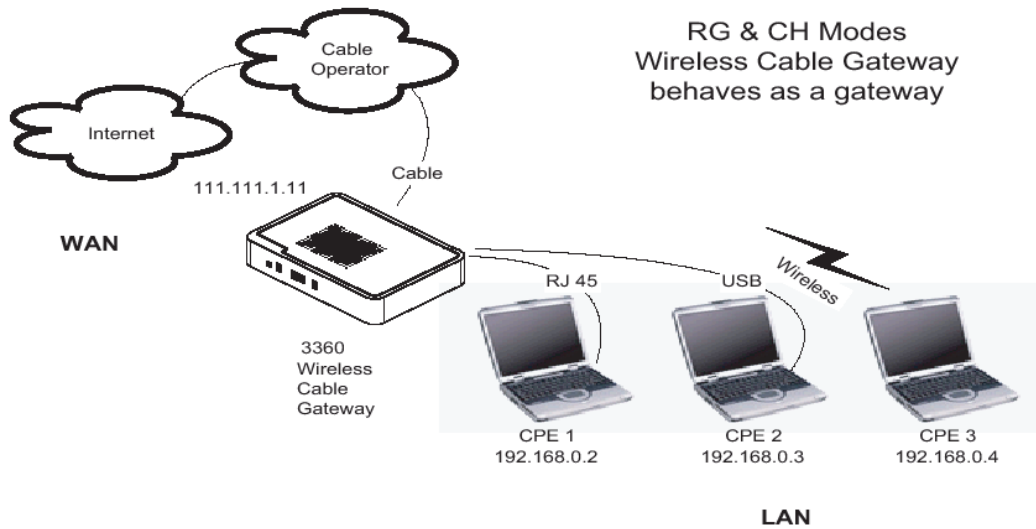 RG & CH Modes
Wireless Cable Gateway
behaves as a gateway
Cable
Operator
Internet
Cable
111.111.1.11
WAN
Wireless
RJ 45
USB
3360
Wireless
Cable
Gateway
CPE 1
192.168.0.2
CPE 2
192.168.0.3
CPE 3
192.168.0.4
LAN